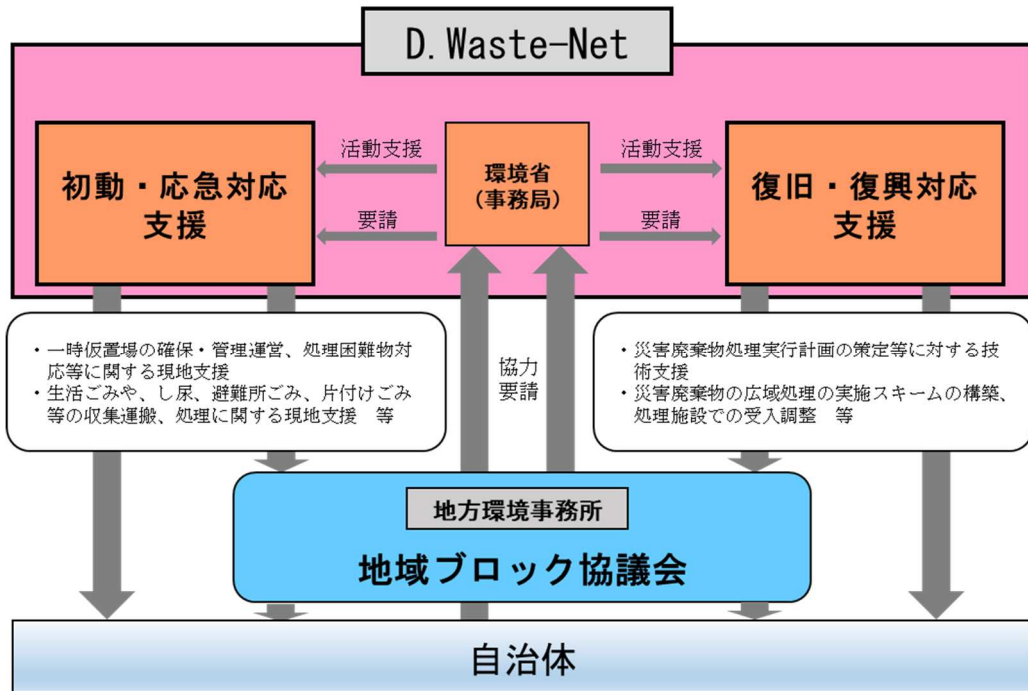 D.Waste-Net
初動・応急対応
支援
活動支援
要請
環境省
(事務局)
活動支援
要請
復旧・復興対応
支援
・一時仮置場の確保・管理運営、処理困難物対
応等に関する現地支援
・生活ごみや、し尿、避難所ごみ、片付けごみ
等の収集運搬、処理に関する現地支援　等
協力
要請
・災害廃棄物処理実行計画の策定等に対する技
術支援
・災害廃棄物の広域処理の実施スキームの構築、
処理施設での受入調整　等
地方環境事務所
地域ブロック協議会
自治体